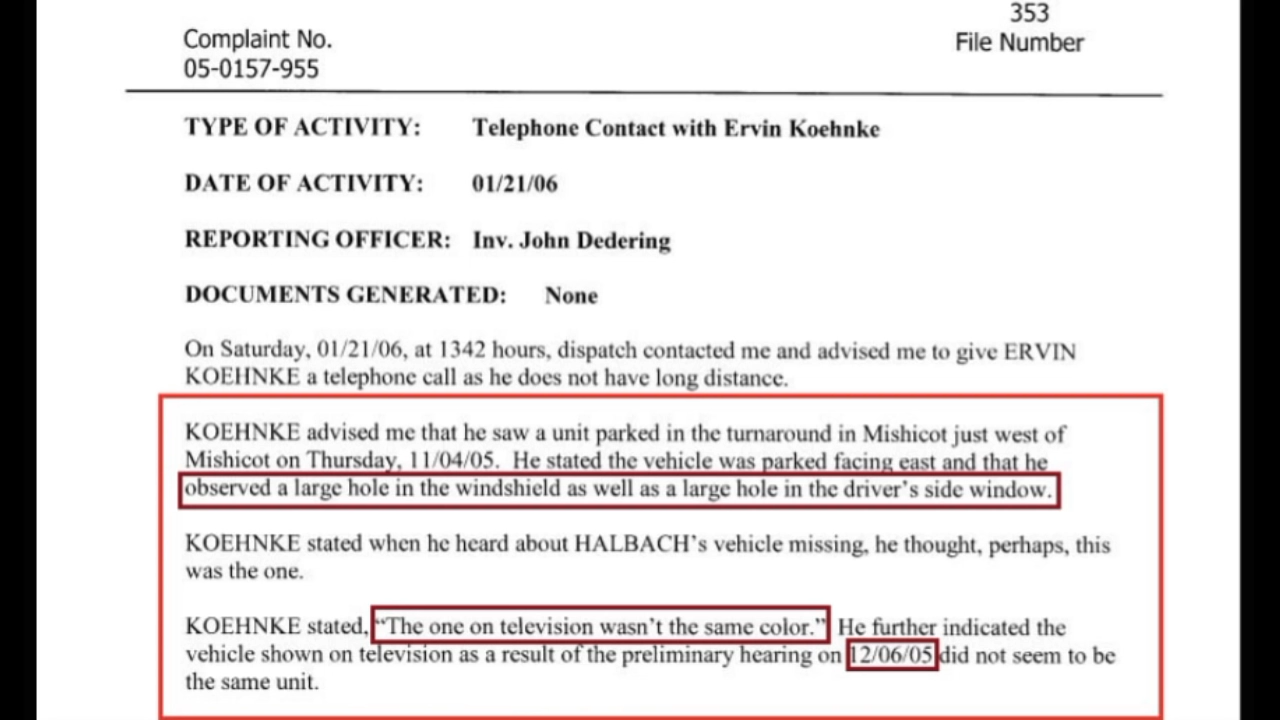 353
Complaint No.
File Number
05-0157-955
TYPE OF ACTIVITY: Telephone Contact with Ervin Koehnke
DATE OF ACTIVITY: 01/21/06
REPORTING OFFICER: Inv. John Dedering
DOCUMENTS GENERATED: None
On Saturday, 01/21/06, at 1342 hours, dispatch contacted me and advised me to give ERVIN
KOEHNKE a telephone call as he does not have long distance.
KOEHNKE advised me that he saw a unit parked in the turnaround in Mishicot just west of
Mishicot on Thursday, 11/04/05. He stated the vehicle was parked facing east and that he
observed a large hole in the windshield as well as a large hole in the driver's side window.
KOEHNKE stated when he heard about HALBACH's vehicle missing, he thought, perhaps, this
was the one.
KOEHNKE stated, “The one on television wasn't the same color.” He further indicated the
vehicle shown on television as a result of the preliminary hearing on 12/06/05 did not seem to be
the same unit.